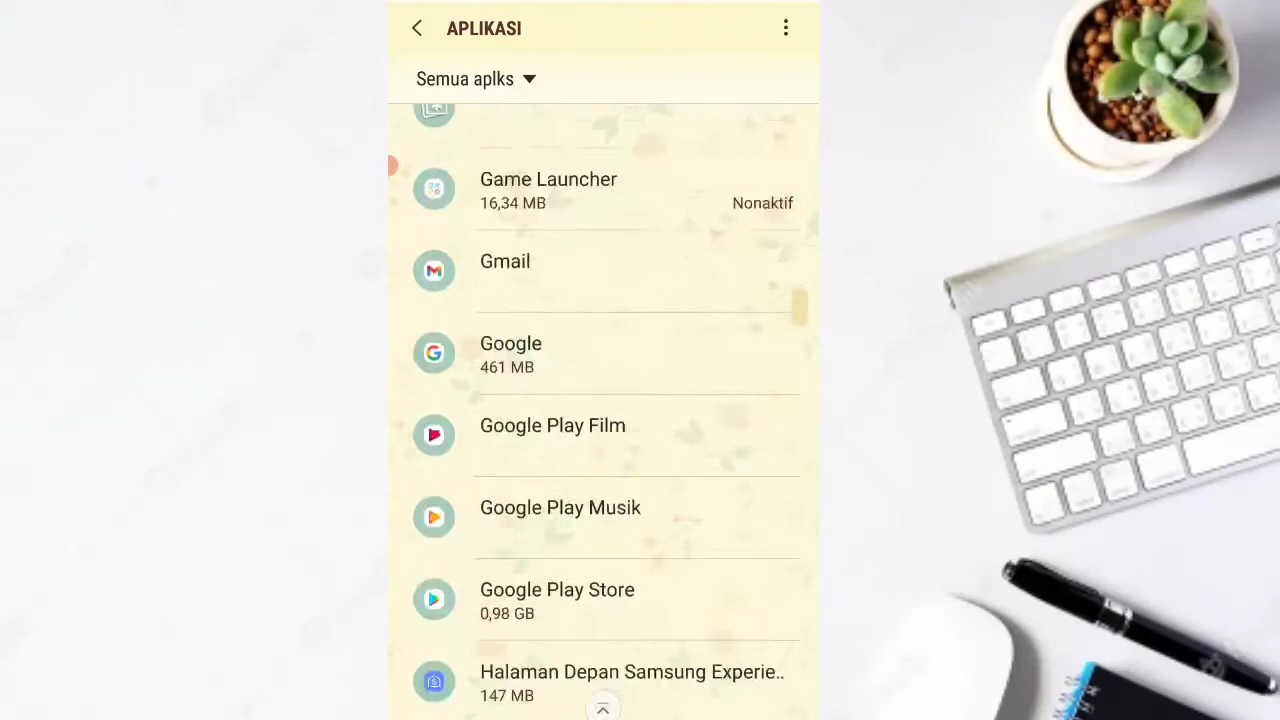 APLIKASI
Semua aplks
Game Launcher
16,34 MB
Nonaktif
Gmail
Google
461 MB
Google Play Film
Google Play Musik
Google Play Store
0,98 GB
Halaman Depan Samsung Experie..
147 MB